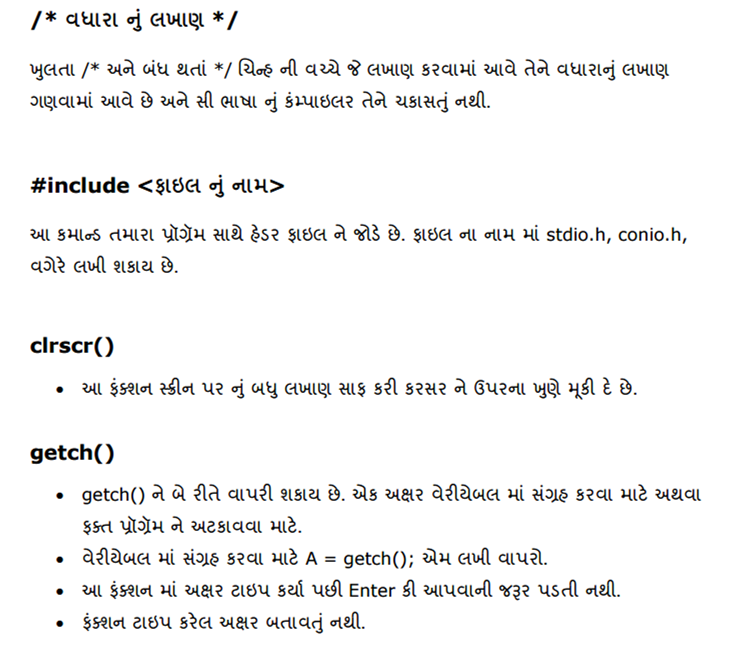 /* વધારા નું લખાણ */
ખુલતા /* અને બંધ થતાં */ ચિન્હ ની વચ્ચે જે લખાણ કરવામાં આવે તેને વધારાનું લખાણ
ગણવામાં આવે છે અને સી ભાષા નું કંમ્પાઇલર તેને ચકાસતું નથી.
#include <ફાઇલ નું નામ>
આ કમાન્ડ તમારા પ્રૉગ્રૅમ સાથે હેડર ફાઇલ ને જોડે છે. ફાઇલ ના નામ માં stdio.h, conio.h,
વગેરે લખી શકાય છે.
clrscr()
• આ ફંક્શન સ્ક્રીન પર નું બધુ લખાણ સાફ કરી કરસર ને ઉપરના ખુણે મૂકી દે છે.
getch()
• getch() ને બે રીતે વાપરી શકાય છે. એક અક્ષર વેરીયેબલ માં સંગ્રહ કરવા માટે અથવા
ફક્ત પ્રૉગ્રૅમ ને અટકાવવા માટે.
• વેરીયેબલ માં સંગ્રહ કરવા માટે A = getch(); એમ લખી વાપરો.
• આ ફંક્શન માં અક્ષર ટાઇપ કર્યા પછી Enter કી આપવાની જરૂર પડતી નથી.
• ફંક્શન ટાઇપ કરેલ અક્ષર બતાવતું નથી.